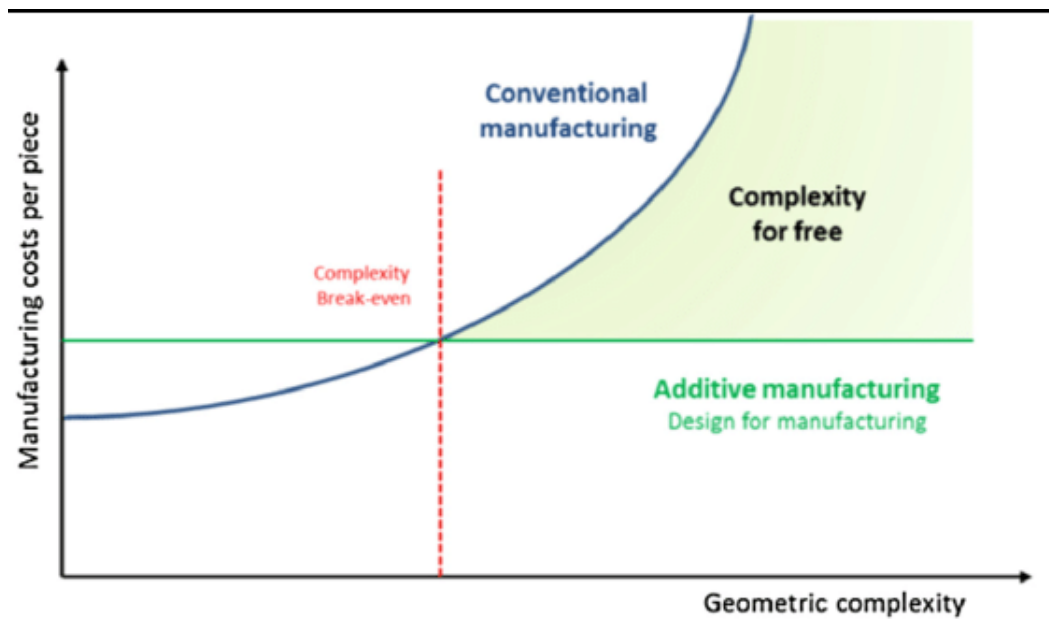 Conventional
manufacturing
Manufacturing costs per piece
Complexity
for free
Complexity
Break-even
Additive manufacturing
Design for manufacturing
Geometric complexity